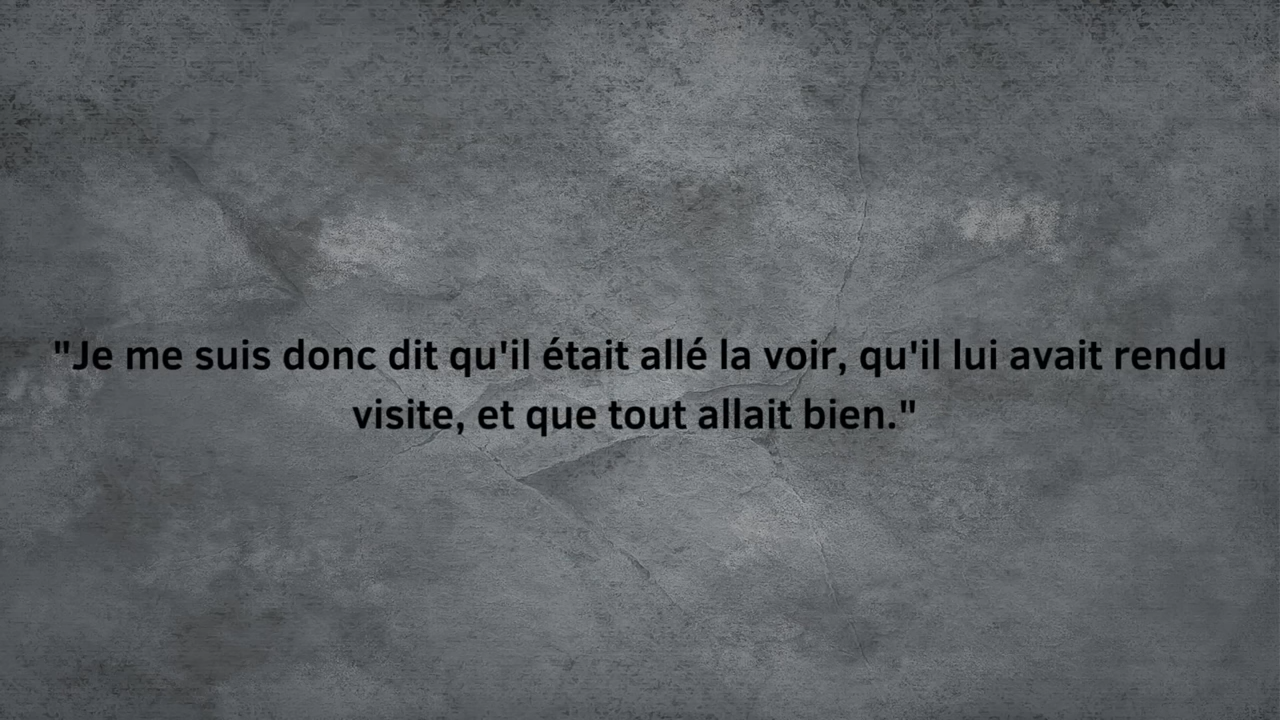 "Je me suis donc dit qu'il était allé la voir, qu'il lui avait rendu
visite, et que tout allait bien."